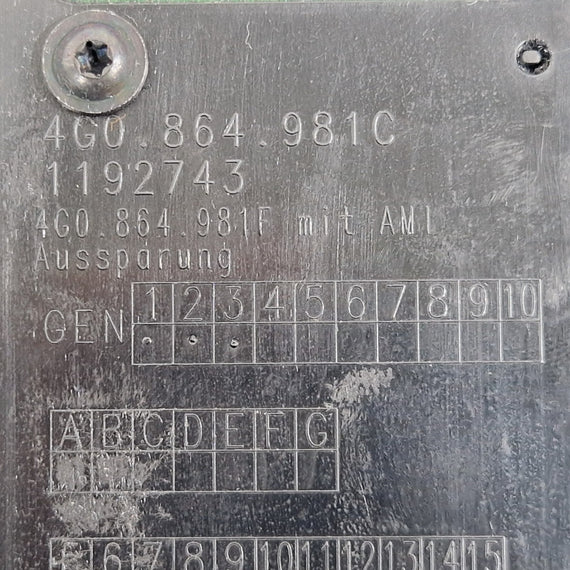 4G0.864.981C
1192743
4G0.864.981F mit AMI
Aussparung
GEN 1 2 3 4 5 6 7 8 9 10
A B C D E F G
6 7 8 9 10 11 12 13 14 15